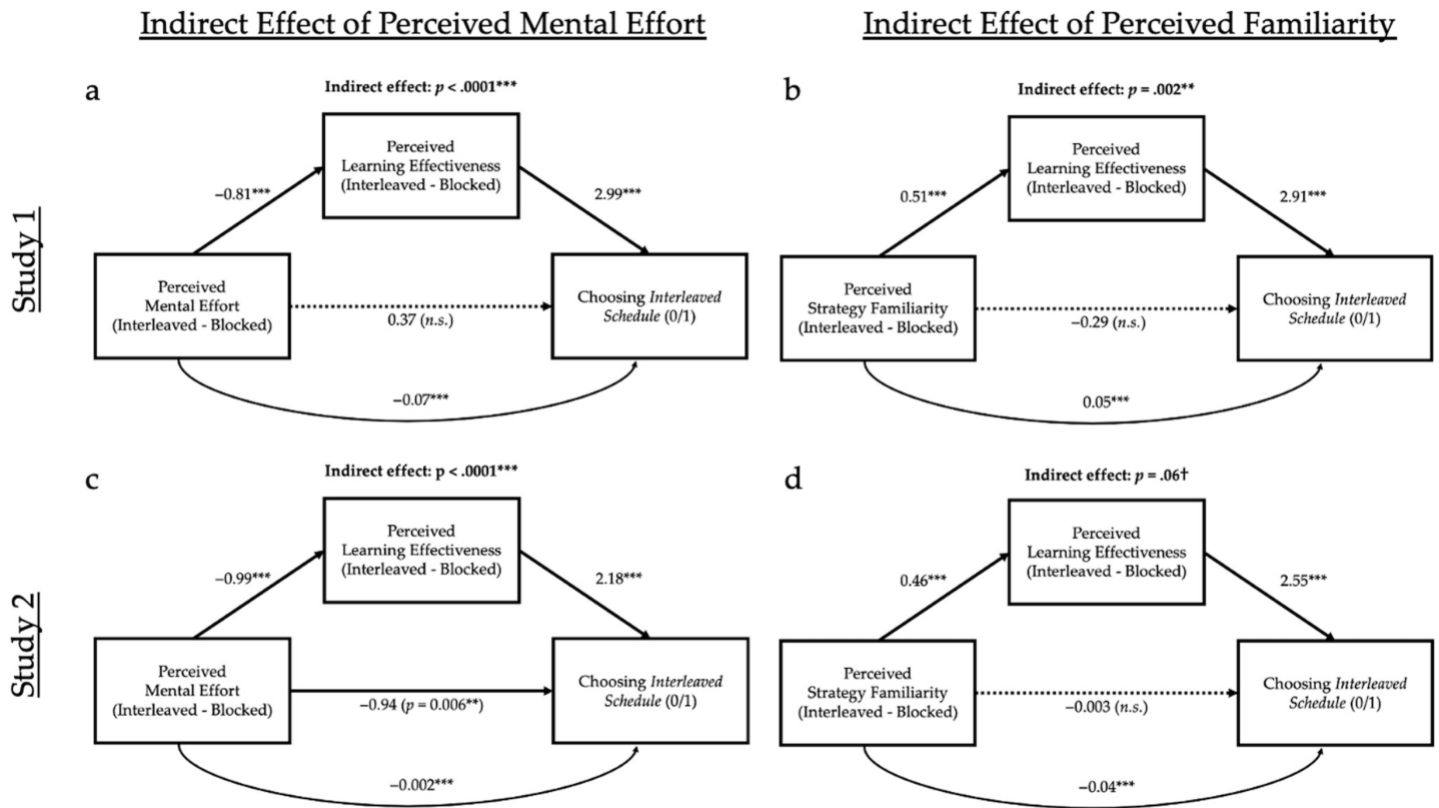 Indirect Effect of Perceived Mental Effort
Indirect Effect of Perceived Familiarity
Study 1
a
Indirect effect: p < .0001***
Perceived
Learning Effectiveness
(Interleaved - Blocked)
−0.81***
2.99***
Perceived
Mental Effort
(Interleaved - Blocked)
0.37 (n.s.)
Choosing Interleaved
Schedule (0/1)
−0.07***
b
Indirect effect: p = .002**
Perceived
Learning Effectiveness
(Interleaved - Blocked)
0.51***
2.91***
Perceived
Strategy Familiarity
(Interleaved - Blocked)
−0.29 (n.s.)
Choosing Interleaved
Schedule (0/1)
0.05***
Study 2
c
Indirect effect: p < .0001***
Perceived
Learning Effectiveness
(Interleaved - Blocked)
−0.99***
2.18***
Perceived
Mental Effort
(Interleaved - Blocked)
−0.94 (p = 0.006**)
Choosing Interleaved
Schedule (0/1)
−0.002***
d
Indirect effect: p = .06†
Perceived
Learning Effectiveness
(Interleaved - Blocked)
0.46***
2.55***
Perceived
Strategy Familiarity
(Interleaved - Blocked)
−0.003 (n.s.)
Choosing Interleaved
Schedule (0/1)
−0.04***